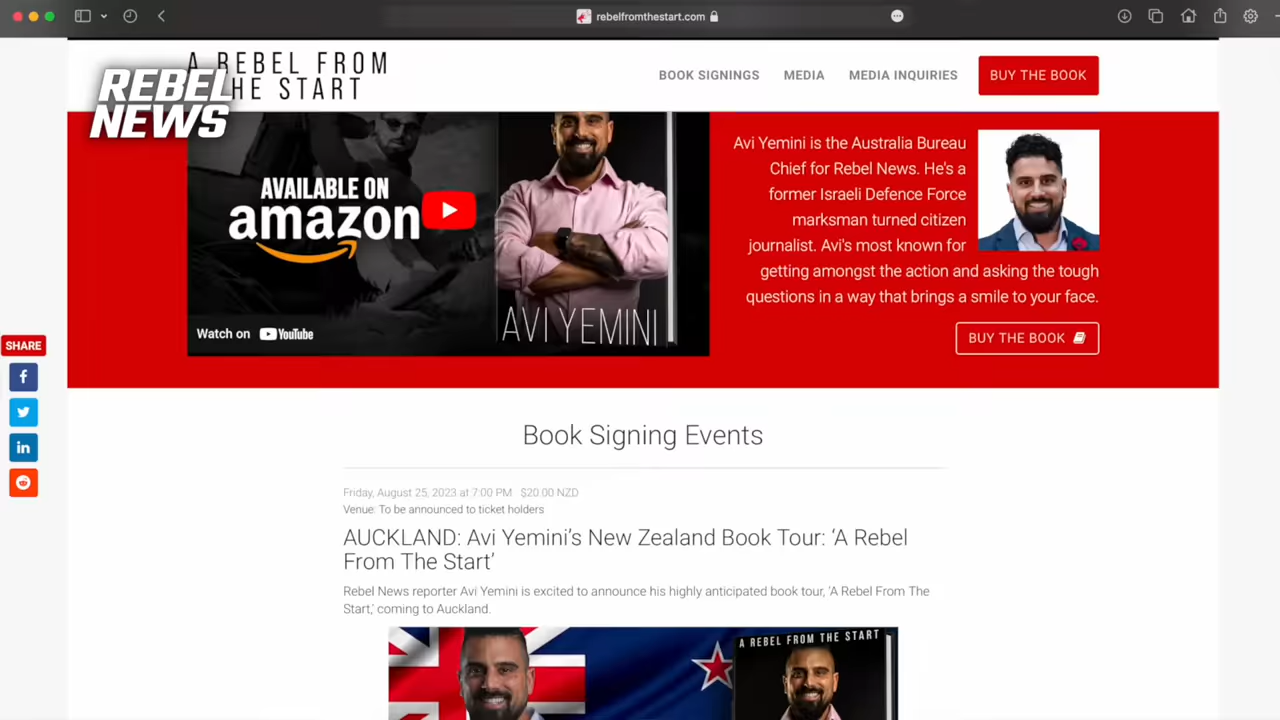 rebelfromthestart.com
A REBEL FROM
THE START
REBEL
NEWS
BOOK SIGNINGS
MEDIA
MEDIA INQUIRIES
BUY THE BOOK
AVAILABLE ON
amazon
AVI YEMINI
Watch on YouTube
Avi Yemini is the Australia Bureau
Chief for Rebel News. He's a
former Israeli Defence Force
marksman turned citizen
journalist. Avi's most known for
getting amongst the action and asking the tough
questions in a way that brings a smile to your face.
BUY THE BOOK
SHARE
Book Signing Events
Friday, August 25, 2023 at 7:00 PM $20.00 NZD
Venue: To be announced to ticket holders
AUCKLAND: Avi Yemini’s New Zealand Book Tour: ‘A Rebel
From The Start’
Rebel News reporter Avi Yemini is excited to announce his highly anticipated book tour, 'A Rebel From The
Start,' coming to Auckland.
A REBEL FROM THE START